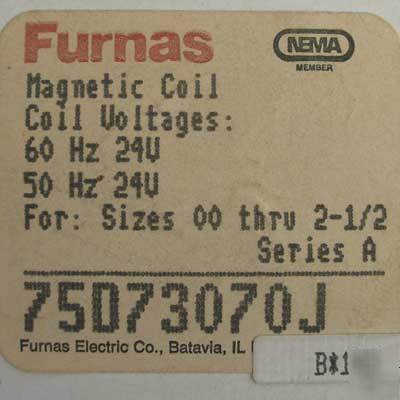 Furnas
NEMA
MEMBER
Magnetic Coil
Coil Voltages:
60 Hz 24V
50 Hz 24V
For: Sizes 00 thru 2-1/2
Series A
75D73070J
Furnas Electric Co., Batavia, IL
B*1